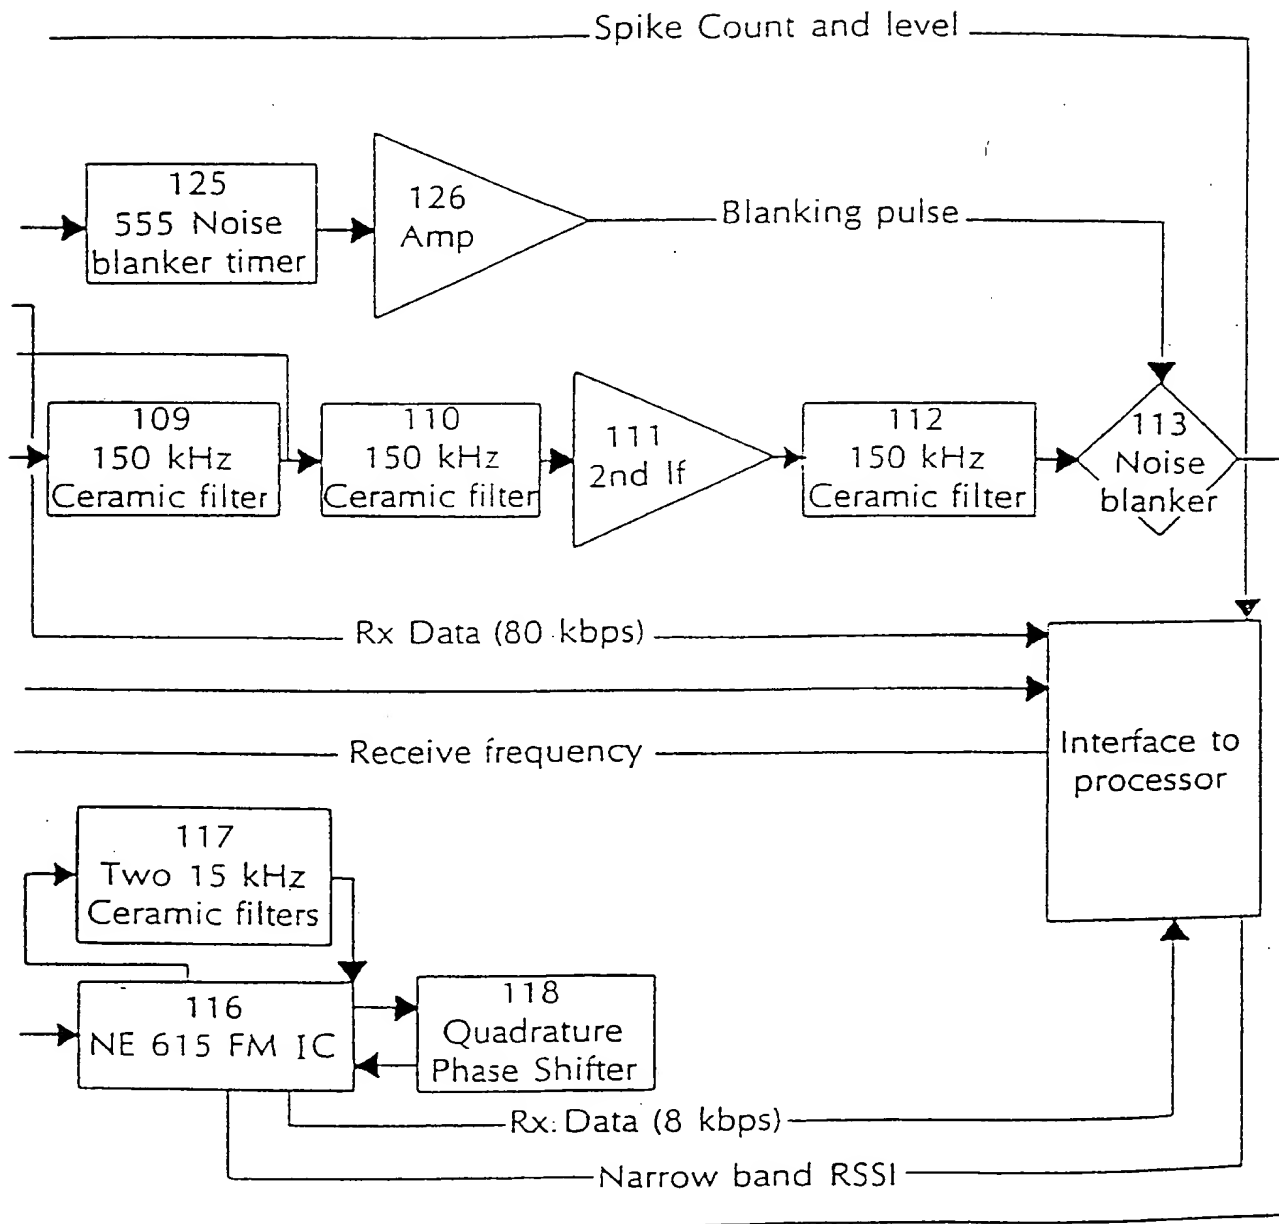 Spike Count and level
125
555 Noise
blanker timer
126
Amp
Blanking pulse
109
150 kHz
Ceramic filter
110
150 kHz
Ceramic filter
111
2nd If
112
150 kHz
Ceramic filter
113
Noise
blanker
Rx Data (80 kbps)
Receive frequency
Interface to
processor
117
Two 15 kHz
Ceramic filters
116
NE 615 FM IC
118
Quadrature
Phase Shifter
Rx: Data (8 kbps)
Narrow band RSSI